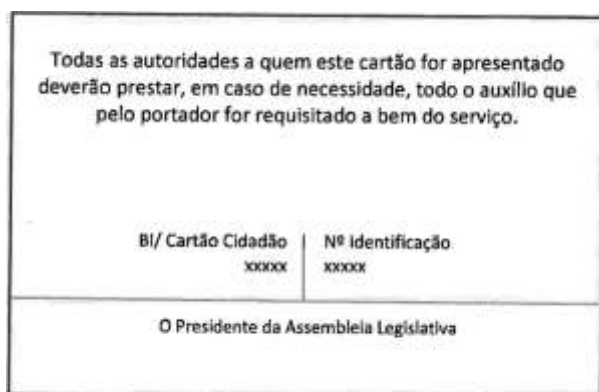 Todas as autoridades a quem este cartão for apresentado
deverão prestar, em caso de necessidade, todo o auxílio que
pelo portador for requisitado a bem do serviço.
BI/ Cartão Cidadão
xxxxx
Nº Identificação
xxxxx
O Presidente da Assembleia Legislativa